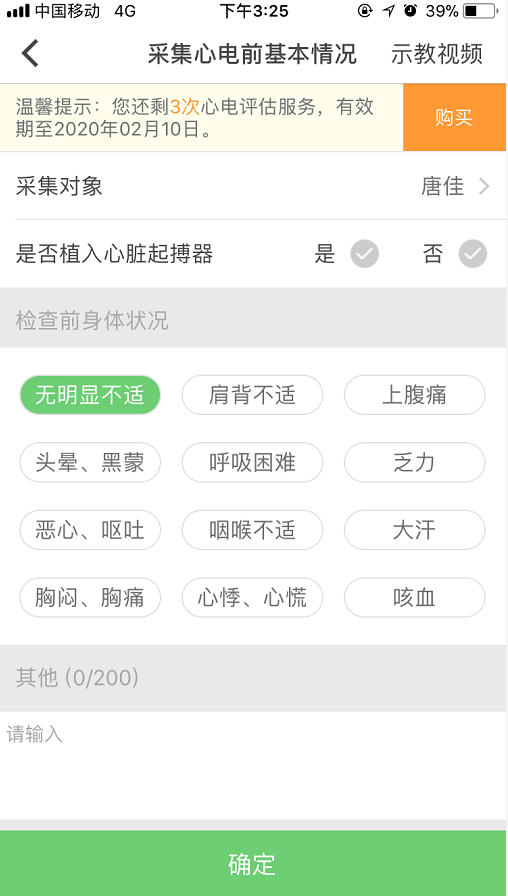 中国移动 4G 下午3:25 39%
采集心电前基本情况 示教视频
温馨提示：您还剩3次心电评估服务，有效
期至2020年02月10日。
购买
采集对象 唐佳
是否植入心脏起搏器 是 否
检查前身体状况
无明显不适 肩背不适 上腹痛
头晕、黑蒙 呼吸困难 乏力
恶心、呕吐 咽喉不适 大汗
胸闷、胸痛 心悸、心慌 咳血
其他 (0/200)
请输入
确定